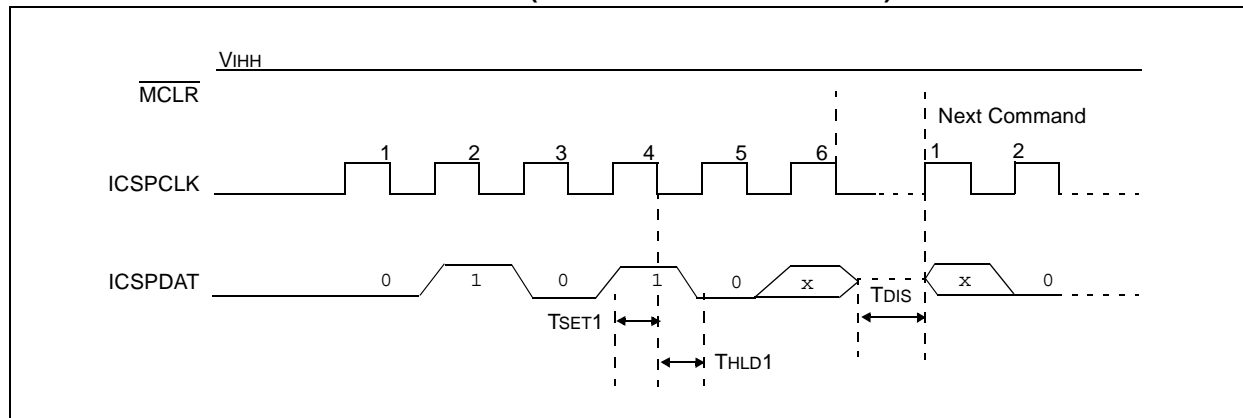 VIHH
MCLR
Next Command
1 2 3 4 5 6 1 2
ICSPCLK
ICSPDAT 0 1 0 1 0 x x 0
TDIS
TSET1
THLD1